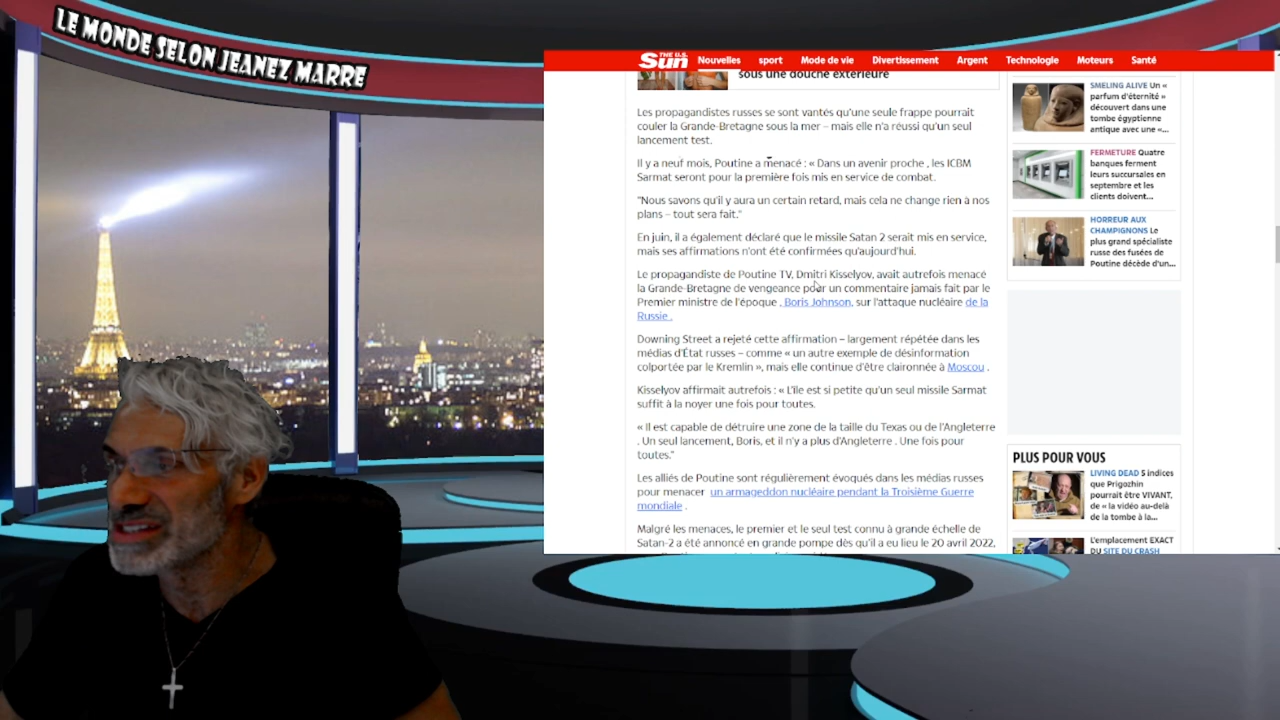 LE MONDE SELON JEANEZ MARRE
THE U.S. Sun
Nouvelles sport Mode de vie Divertissement Argent Technologie Moteurs Santé
sous une douche extérieure
Les propagandistes russes se sont vantés qu'une seule frappe pourrait
couler la Grande-Bretagne sous la mer – mais elle n'a réussi qu'un seul
lancement test.
Il y a neuf mois, Poutine a menacé : « Dans un avenir proche , les ICBM
Sarmat seront pour la première fois mis en service de combat.
"Nous savons qu'il y aura un certain retard, mais cela ne change rien à nos
plans – tout sera fait."
En juin, il a également déclaré que le missile Satan 2 serait mis en service,
mais ses affirmations n'ont été confirmées qu'aujourd'hui.
Le propagandiste de Poutine TV, Dmitri Kisselyov, avait autrefois menacé
la Grande-Bretagne de vengeance pour un commentaire jamais fait par le
Premier ministre de l'époque , Boris Johnson, sur l'attaque nucléaire de la
Russie .
Downing Street a rejeté cette affirmation – largement répétée dans les
médias d'État russes – comme « un autre exemple de désinformation
colportée par le Kremlin », mais elle continue d'être claironnée à Moscou .
Kisselyov affirmait autrefois : « L'île est si petite qu'un seul missile Sarmat
suffit à la noyer une fois pour toutes.
« Il est capable de détruire une zone de la taille du Texas ou de l'Angleterre
. Un seul lancement, Boris, et il n'y a plus d'Angleterre . Une fois pour
toutes."
Les alliés de Poutine sont régulièrement évoqués dans les médias russes
pour menacer un armageddon nucléaire pendant la Troisième Guerre
mondiale .
Malgré les menaces, le premier et le seul test connu à grande échelle de
Satan-2 a été annoncé en grande pompe dès qu'il a eu lieu le 20 avril 2022,
SMELING ALIVE Un «
parfum d'éternité »
découvert dans une
tombe égyptienne
antique avec une «...
FERMETURE Quatre
banques ferment
leurs succursales en
septembre et les
clients doivent...
HORREUR AUX
CHAMPIGNONS Le
plus grand spécialiste
russe des fusées de
Poutine décède d'un...
PLUS POUR VOUS
LIVING DEAD 5 indices
que Prigozhin
pourrait être VIVANT,
de « la vidéo au-delà
de la tombe à la...
L'emplacement EXACT
DU SITE DU CRASH